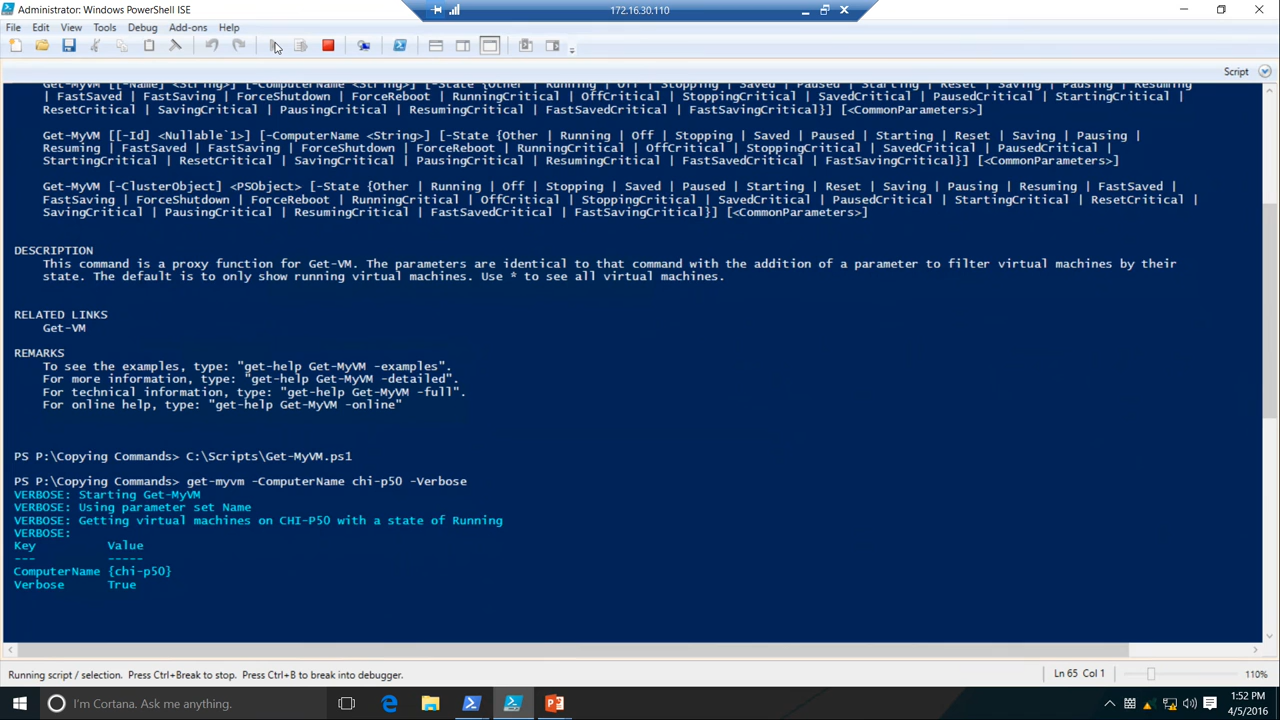 Administrator: Windows PowerShell ISE
172.16.30.110
File Edit View Tools Debug Add-ons Help
Script
Get-MyVM [[-Name] <String>] [-ComputerName <String>] [-State {Other | Running | Off | Stopping | Saved | Paused | Starting | Reset | Saving | Pausing | Resuming
| FastSaved | FastSaving | ForceShutdown | ForceReboot | RunningCritical | OffCritical | StoppingCritical | SavedCritical | PausedCritical | StartingCritical |
ResetCritical | SavingCritical | PausingCritical | ResumingCritical | FastSavedCritical | FastSavingCritical}] [<CommonParameters>]
Get-MyVM [[-Id] <Nullable`1>] [-ComputerName <String>] [-State {Other | Running | Off | Stopping | Saved | Paused | Starting | Reset | Saving | Pausing |
Resuming | FastSaved | FastSaving | ForceShutdown | ForceReboot | RunningCritical | OffCritical | StoppingCritical | SavedCritical | PausedCritical |
StartingCritical | ResetCritical | SavingCritical | PausingCritical | ResumingCritical | FastSavedCritical | FastSavingCritical}] [<CommonParameters>]
Get-MyVM [-ClusterObject] <PSObject> [-State {Other | Running | Off | Stopping | Saved | Paused | Starting | Reset | Saving | Pausing | Resuming | FastSaved |
FastSaving | ForceShutdown | ForceReboot | RunningCritical | OffCritical | StoppingCritical | SavedCritical | PausedCritical | StartingCritical | ResetCritical |
SavingCritical | PausingCritical | ResumingCritical | FastSavedCritical | FastSavingCritical}] [<CommonParameters>]
DESCRIPTION
This command is a proxy function for Get-VM. The parameters are identical to that command with the addition of a parameter to filter virtual machines by their
state. The default is to only show running virtual machines. Use * to see all virtual machines.
RELATED LINKS
Get-VM
REMARKS
To see the examples, type: "get-help Get-MyVM -examples".
For more information, type: "get-help Get-MyVM -detailed".
For technical information, type: "get-help Get-MyVM -full".
For online help, type: "get-help Get-MyVM -online"
PS P:\Copying Commands> C:\Scripts\Get-MyVM.ps1
PS P:\Copying Commands> get-myvm -ComputerName chi-p50 -Verbose
VERBOSE: Starting Get-MyVM
VERBOSE: Using parameter set Name
VERBOSE: Getting virtual machines on CHI-P50 with a state of Running
VERBOSE:
Key Value
--- -----
ComputerName {chi-p50}
Verbose True
Running script / selection. Press Ctrl+Break to stop. Press Ctrl+B to break into debugger.
Ln 65 Col 1
110%
I'm Cortana. Ask me anything.
1:52 PM
4/5/2016